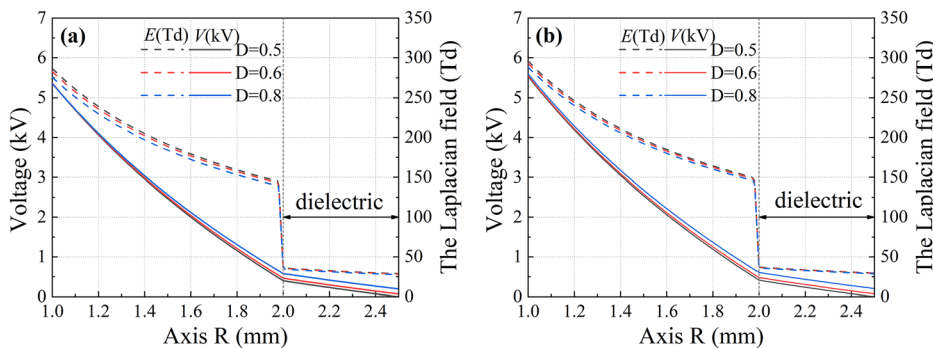 (a)
E(Td) V(kV)
D=0.5
D=0.6
D=0.8
dielectric
Voltage (kV)
7
6
5
4
3
2
1
0
The Laplacian field (Td)
350
300
250
200
150
100
50
0
1.0 1.2 1.4 1.6 1.8 2.0 2.2 2.4
Axis R (mm)
(b)
E(Td) V(kV)
D=0.5
D=0.6
D=0.8
dielectric
Voltage (kV)
7
6
5
4
3
2
1
0
The Laplacian field (Td)
350
300
250
200
150
100
50
0
1.0 1.2 1.4 1.6 1.8 2.0 2.2 2.4
Axis R (mm)